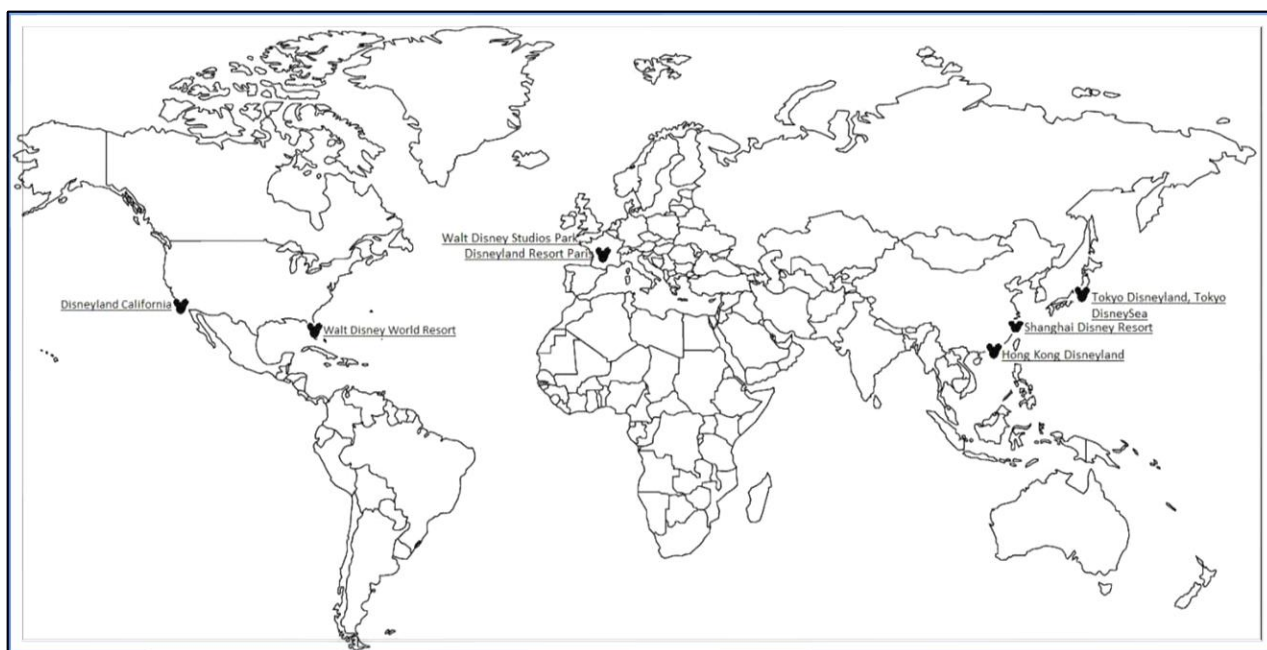 Walt Disney Studios Park
Disneyland Resort Paris
Disneyland California
Walt Disney World Resort
Tokyo Disneyland, Tokyo
DisneySea
Shanghai Disney Resort
Hong Kong Disneyland